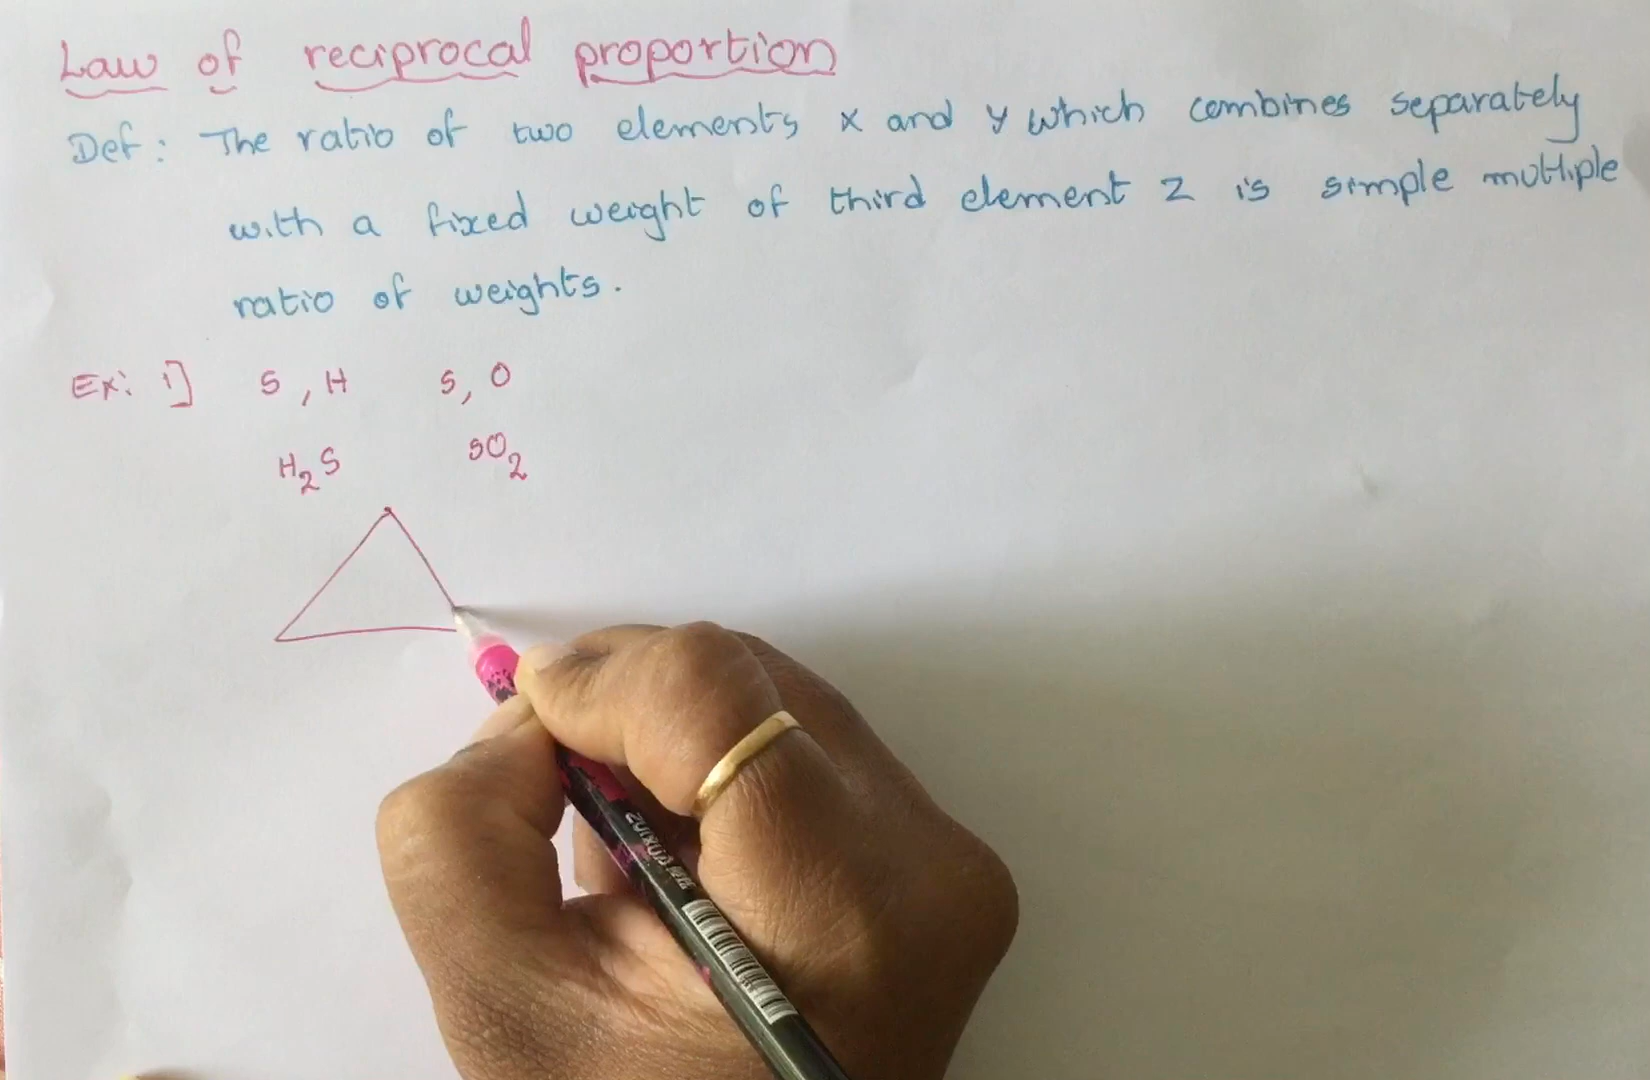 Law of reciprocal proportion
Def: The ratio of two elements x and y which combines separately
with a fixed weight of third element Z is simple multiple
ratio of weights.
Ex: 1] S, H S, O
H₂S SO₂